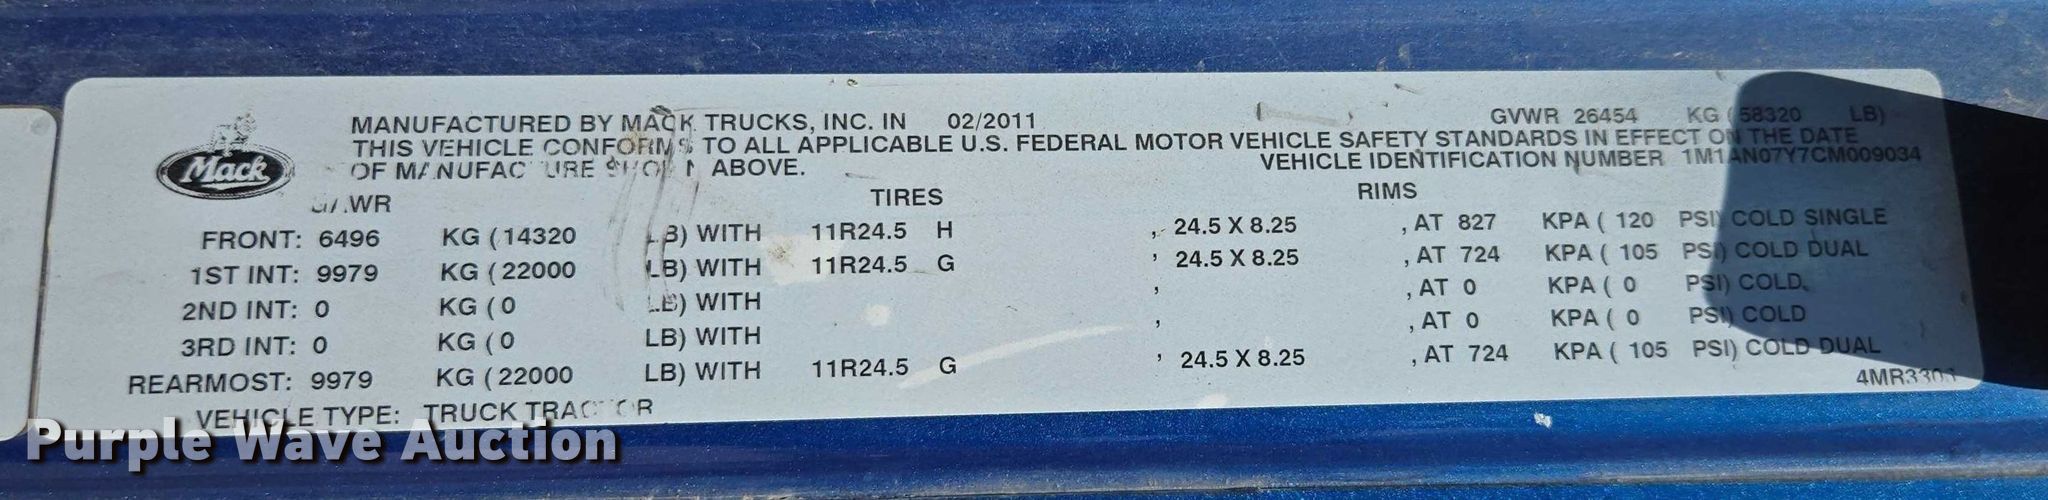 MANUFACTURED BY MACK TRUCKS, INC. IN 02/2011 GVWR 26454 KG (58320 LB)
THIS VEHICLE CONFORMS TO ALL APPLICABLE U.S. FEDERAL MOTOR VEHICLE SAFETY STANDARDS IN EFFECT ON THE DATE
OF MANUFACTURE SHOWN ABOVE. VEHICLE IDENTIFICATION NUMBER 1M1AN07Y7CM009034
Mack
GAWR TIRES RIMS
FRONT: 6496 KG (14320 LB) WITH 11R24.5 H , 24.5 X 8.25 , AT 827 KPA ( 120 PSI) COLD SINGLE
1ST INT: 9979 KG (22000 LB) WITH 11R24.5 G , 24.5 X 8.25 , AT 724 KPA ( 105 PSI) COLD DUAL
2ND INT: 0 KG (0 LB) WITH , , AT 0 KPA ( 0 PSI) COLD
3RD INT: 0 KG (0 LB) WITH , , AT 0 KPA ( 0 PSI) COLD
REARMOST: 9979 KG (22000 LB) WITH 11R24.5 G , 24.5 X 8.25 , AT 724 KPA ( 105 PSI) COLD DUAL
VEHICLE TYPE: TRUCK TRACTOR
Purple Wave Auction